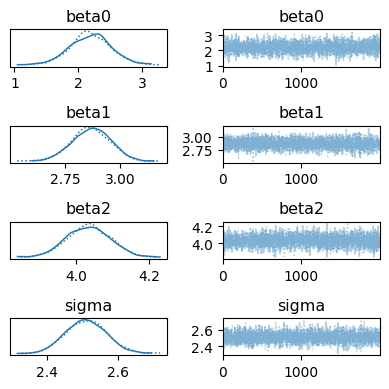 beta0 beta0
3
2
1
1 2 3 0 1000
beta1 beta1
3.00
2.75
2.75 3.00 0 1000
beta2 beta2
4.2
4.0
4.0 4.2 0 1000
sigma sigma
2.6
2.4
2.4 2.6 0 1000